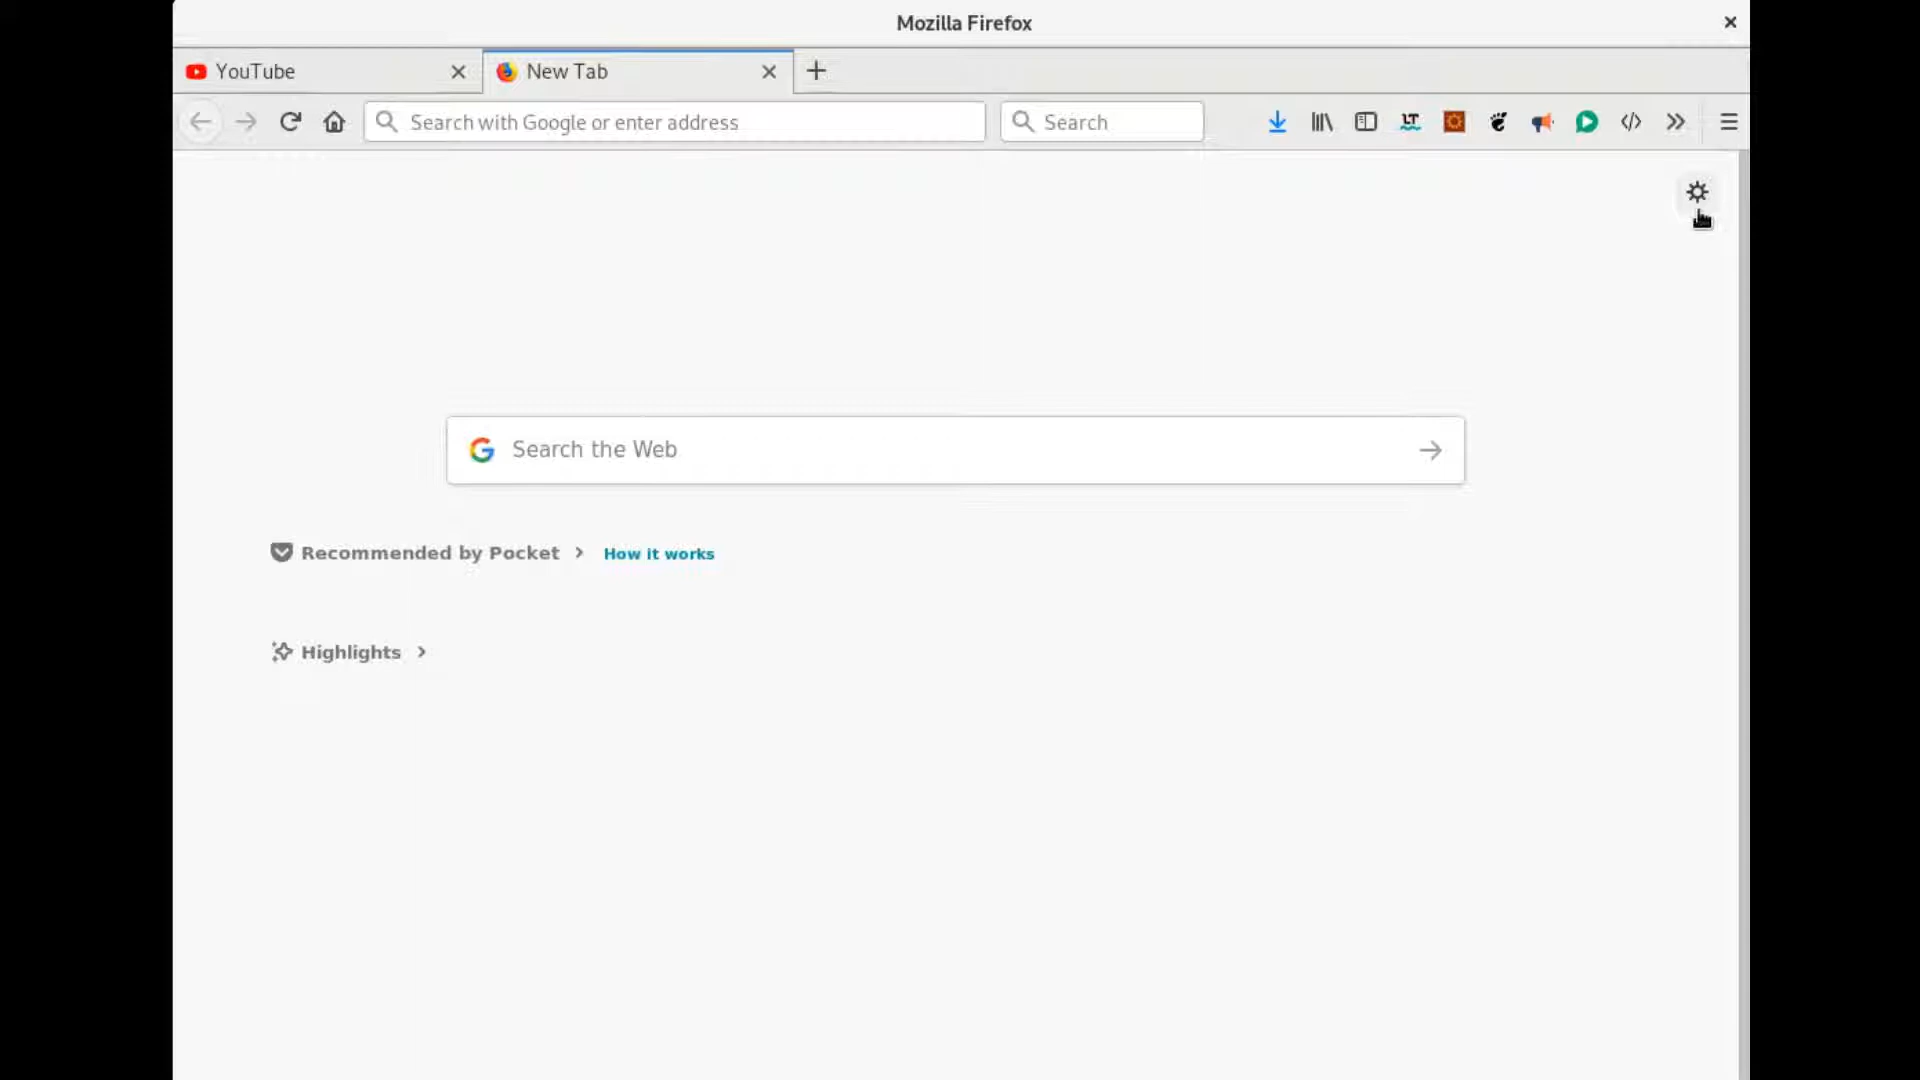 Mozilla Firefox
YouTube
New Tab
Search with Google or enter address
Search
LT
Search the Web
Recommended by Pocket
How it works
Highlights